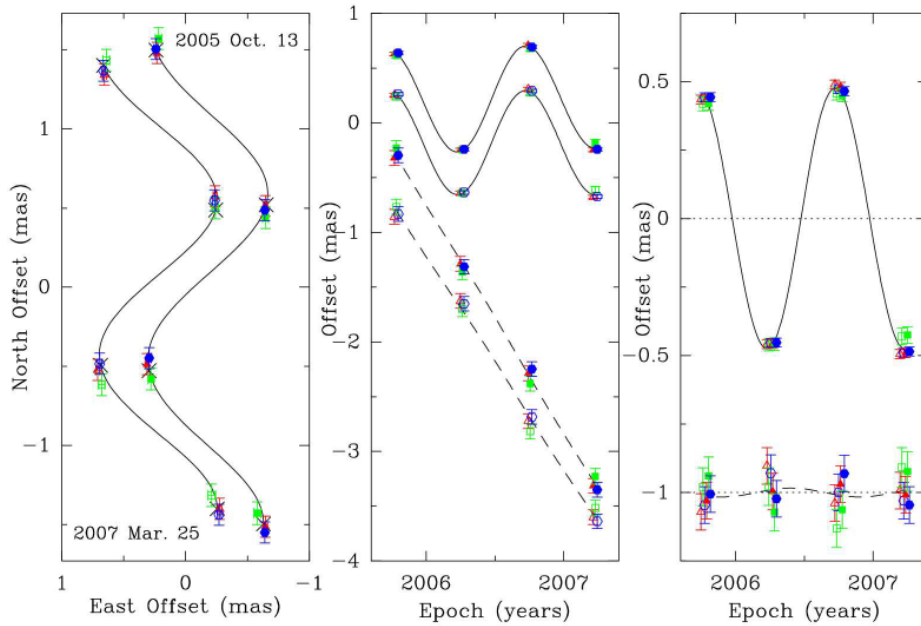 2005 Oct. 13
2007 Mar. 25
North Offset (mas)
1
0
−1
1
0
−1
East Offset (mas)
Offset (mas)
1
0
−1
−2
−3
−4
2006
2007
Epoch (years)
Offset (mas)
0.5
0
−0.5
−1
2006
2007
Epoch (years)